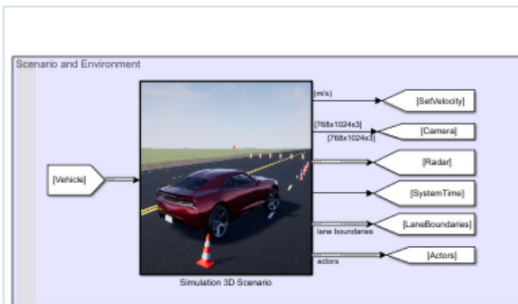 Scenario and Environment
[Vehicle]
(m/s)
[SetVelocity]
[768x1024x3]
[768x1024x3]
[Camera]
[Radar]
[SystemTime]
[LaneBoundaries]
lane boundaries
[Actors]
actors
Simulation 3D Scenario